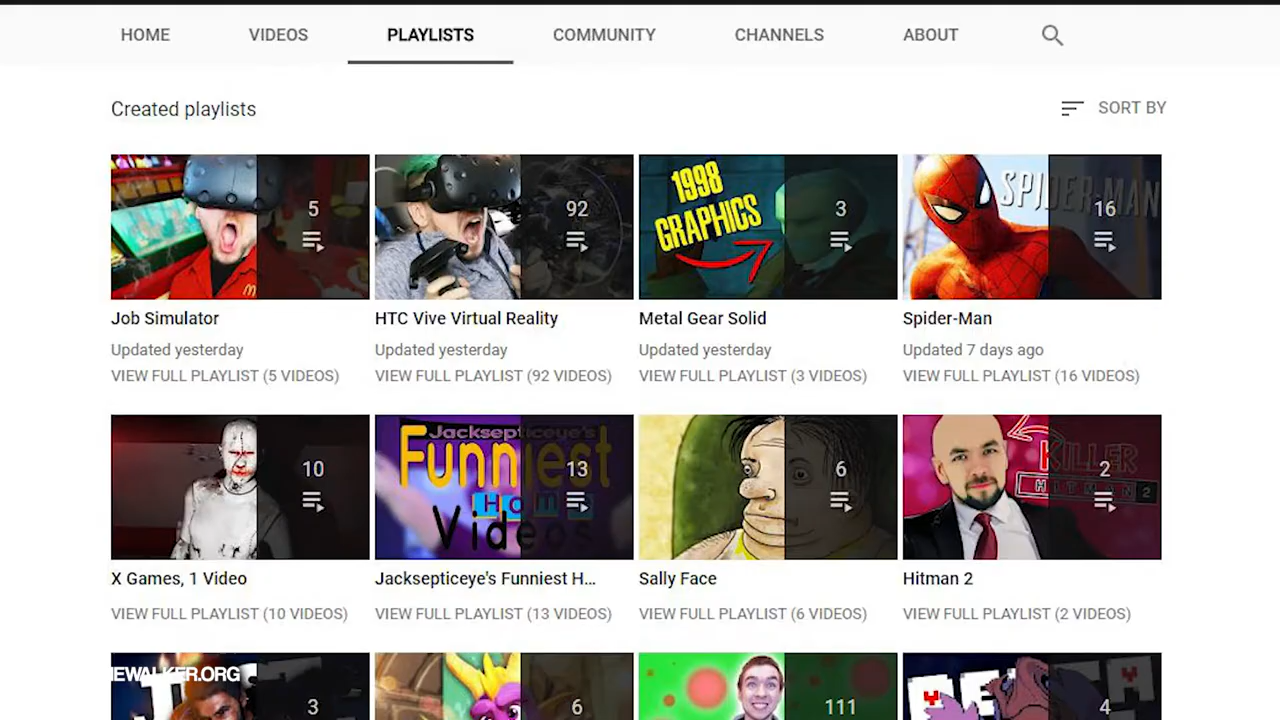 HOME VIDEOS PLAYLISTS COMMUNITY CHANNELS ABOUT
Created playlists SORT BY
1998
GRAPHICS
SPIDER-MAN
5 92 3 16
Job Simulator HTC Vive Virtual Reality Metal Gear Solid Spider-Man
Updated yesterday Updated yesterday Updated yesterday Updated 7 days ago
VIEW FULL PLAYLIST (5 VIDEOS) VIEW FULL PLAYLIST (92 VIDEOS) VIEW FULL PLAYLIST (3 VIDEOS) VIEW FULL PLAYLIST (16 VIDEOS)
Jacksepticeye's
Funniest
Home
Videos
KILLER
HITMAN 2
10 13 6 2
X Games, 1 Video Jacksepticeye's Funniest H... Sally Face Hitman 2
VIEW FULL PLAYLIST (10 VIDEOS) VIEW FULL PLAYLIST (13 VIDEOS) VIEW FULL PLAYLIST (6 VIDEOS) VIEW FULL PLAYLIST (2 VIDEOS)
EWALKER.ORG
3 6 111 4